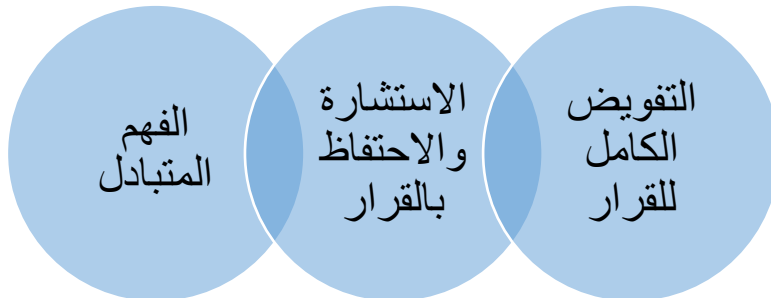 التفويض
الكامل
للقرار
الاستشارة
والاحتفاظ
بالقرار
الفهم
المتبادل